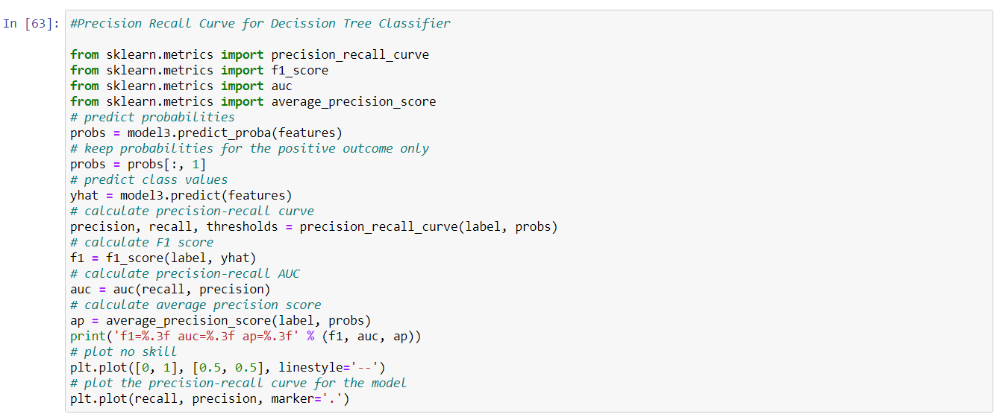 In [63]: #Precision Recall Curve for Decission Tree Classifier
from sklearn.metrics import precision_recall_curve
from sklearn.metrics import f1_score
from sklearn.metrics import auc
from sklearn.metrics import average_precision_score
# predict probabilities
probs = model3.predict_proba(features)
# keep probabilities for the positive outcome only
probs = probs[:, 1]
# predict class values
yhat = model3.predict(features)
# calculate precision-recall curve
precision, recall, thresholds = precision_recall_curve(label, probs)
# calculate F1 score
f1 = f1_score(label, yhat)
# calculate precision-recall AUC
auc = auc(recall, precision)
# calculate average precision score
ap = average_precision_score(label, probs)
print('f1=%.3f auc=%.3f ap=%.3f' % (f1, auc, ap))
# plot no skill
plt.plot([0, 1], [0.5, 0.5], linestyle='--')
# plot the precision-recall curve for the model
plt.plot(recall, precision, marker='.')